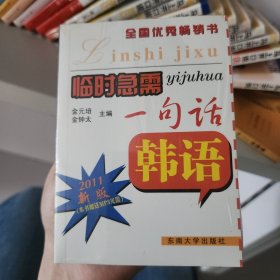 全国优秀畅销书
Linshi jixu
临时急需
yijuhua
金元培
金钟太
主编
一句话
韩语
2011
新版
东南大学出版社